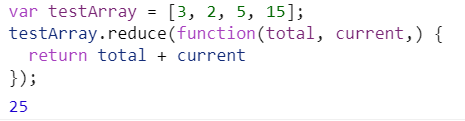 var testArray = [3, 2, 5, 15];
testArray.reduce(function(total, current,) {
  return total + current
});
25